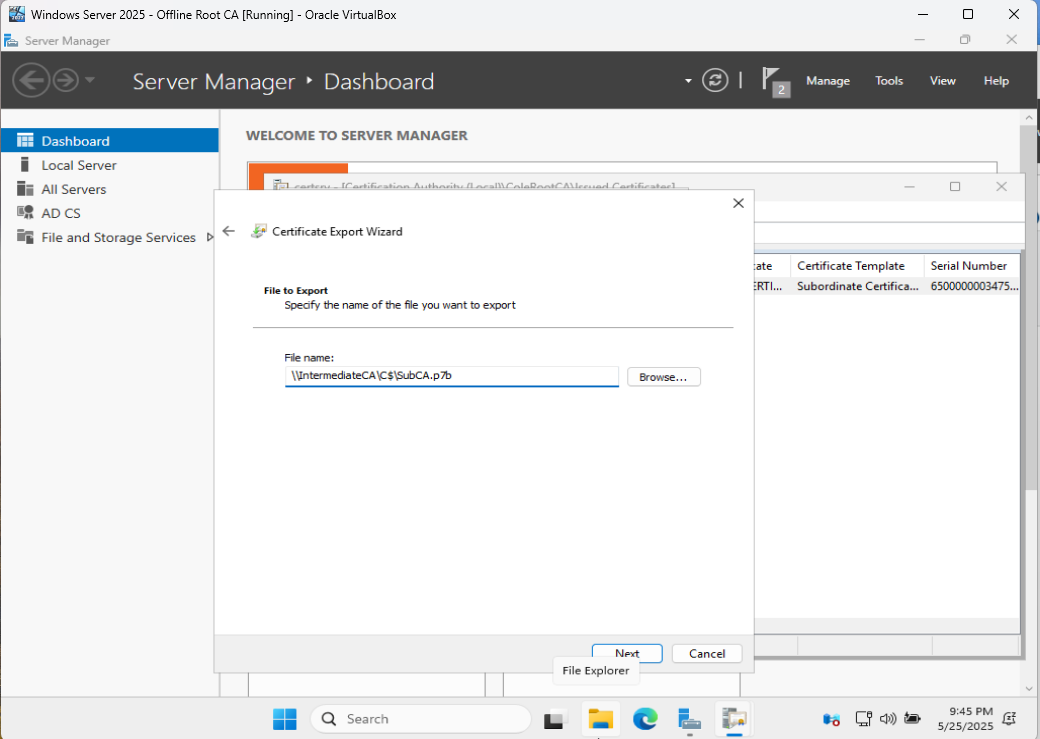 Windows Server 2025 - Offline Root CA [Running] - Oracle VirtualBox
Server Manager
Server Manager ‣ Dashboard
2
Manage
Tools
View
Help
Dashboard
Local Server
All Servers
AD CS
File and Storage Services
WELCOME TO SERVER MANAGER
certsrv - [Certification Authority (Local)\ColeRootCA\Issued Certificates]
Certificate Export Wizard
File to Export
Specify the name of the file you want to export
File name:
\\IntermediateCA\C$\SubCA.p7b
Browse...
Certificate Template
Serial Number
Subordinate Certifica...
6500000003475...
Next
Cancel
File Explorer
Search
9:45 PM
5/25/2025